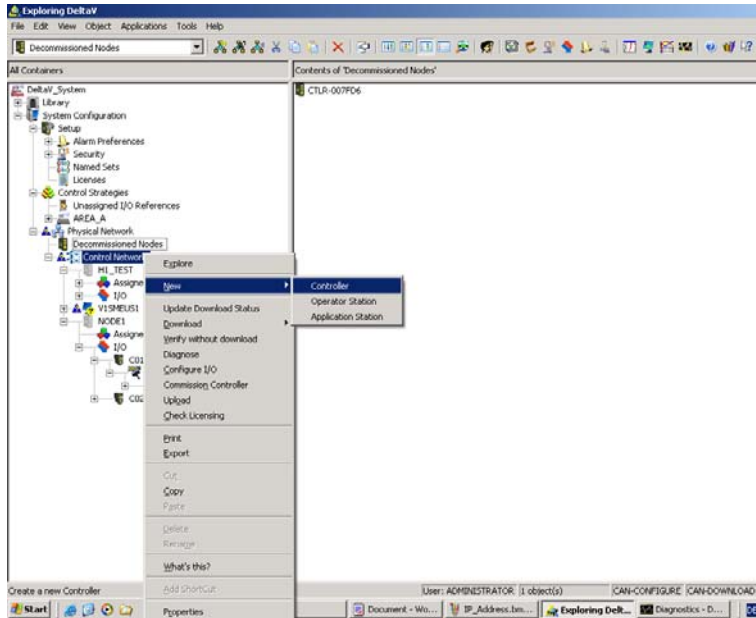 Exploring DeltaV
File Edit View Object Applications Tools Help
Decommissioned Nodes
All Containers
Contents of 'Decommissioned Nodes'
DeltaV_System
Library
System Configuration
Setup
Alarm Preferences
Security
Named Sets
Licenses
Control Strategies
Unassigned I/O References
AREA_A
Physical Network
Decommissioned Nodes
Control Network
H1_TEST
Assigne
I/O
V1SMEUS1
NODE1
Assigne
I/O
C01
C02
CTLR-007FD6
Explore
New
Update Download Status
Download
Verify without download
Diagnose
Configure I/O
Commission Controller
Upload
Check Licensing
Print
Export
Cut
Copy
Paste
Delete
Rename
What's this?
Add ShortCut
Properties
Controller
Operator Station
Application Station
Create a new Controller
User: ADMINISTRATOR
1 object(s)
CAN-CONFIGURE
CAN-DOWNLOAD
Start
Document - Wo...
IP_Address.bm...
Exploring Delt...
Diagnostics - D...